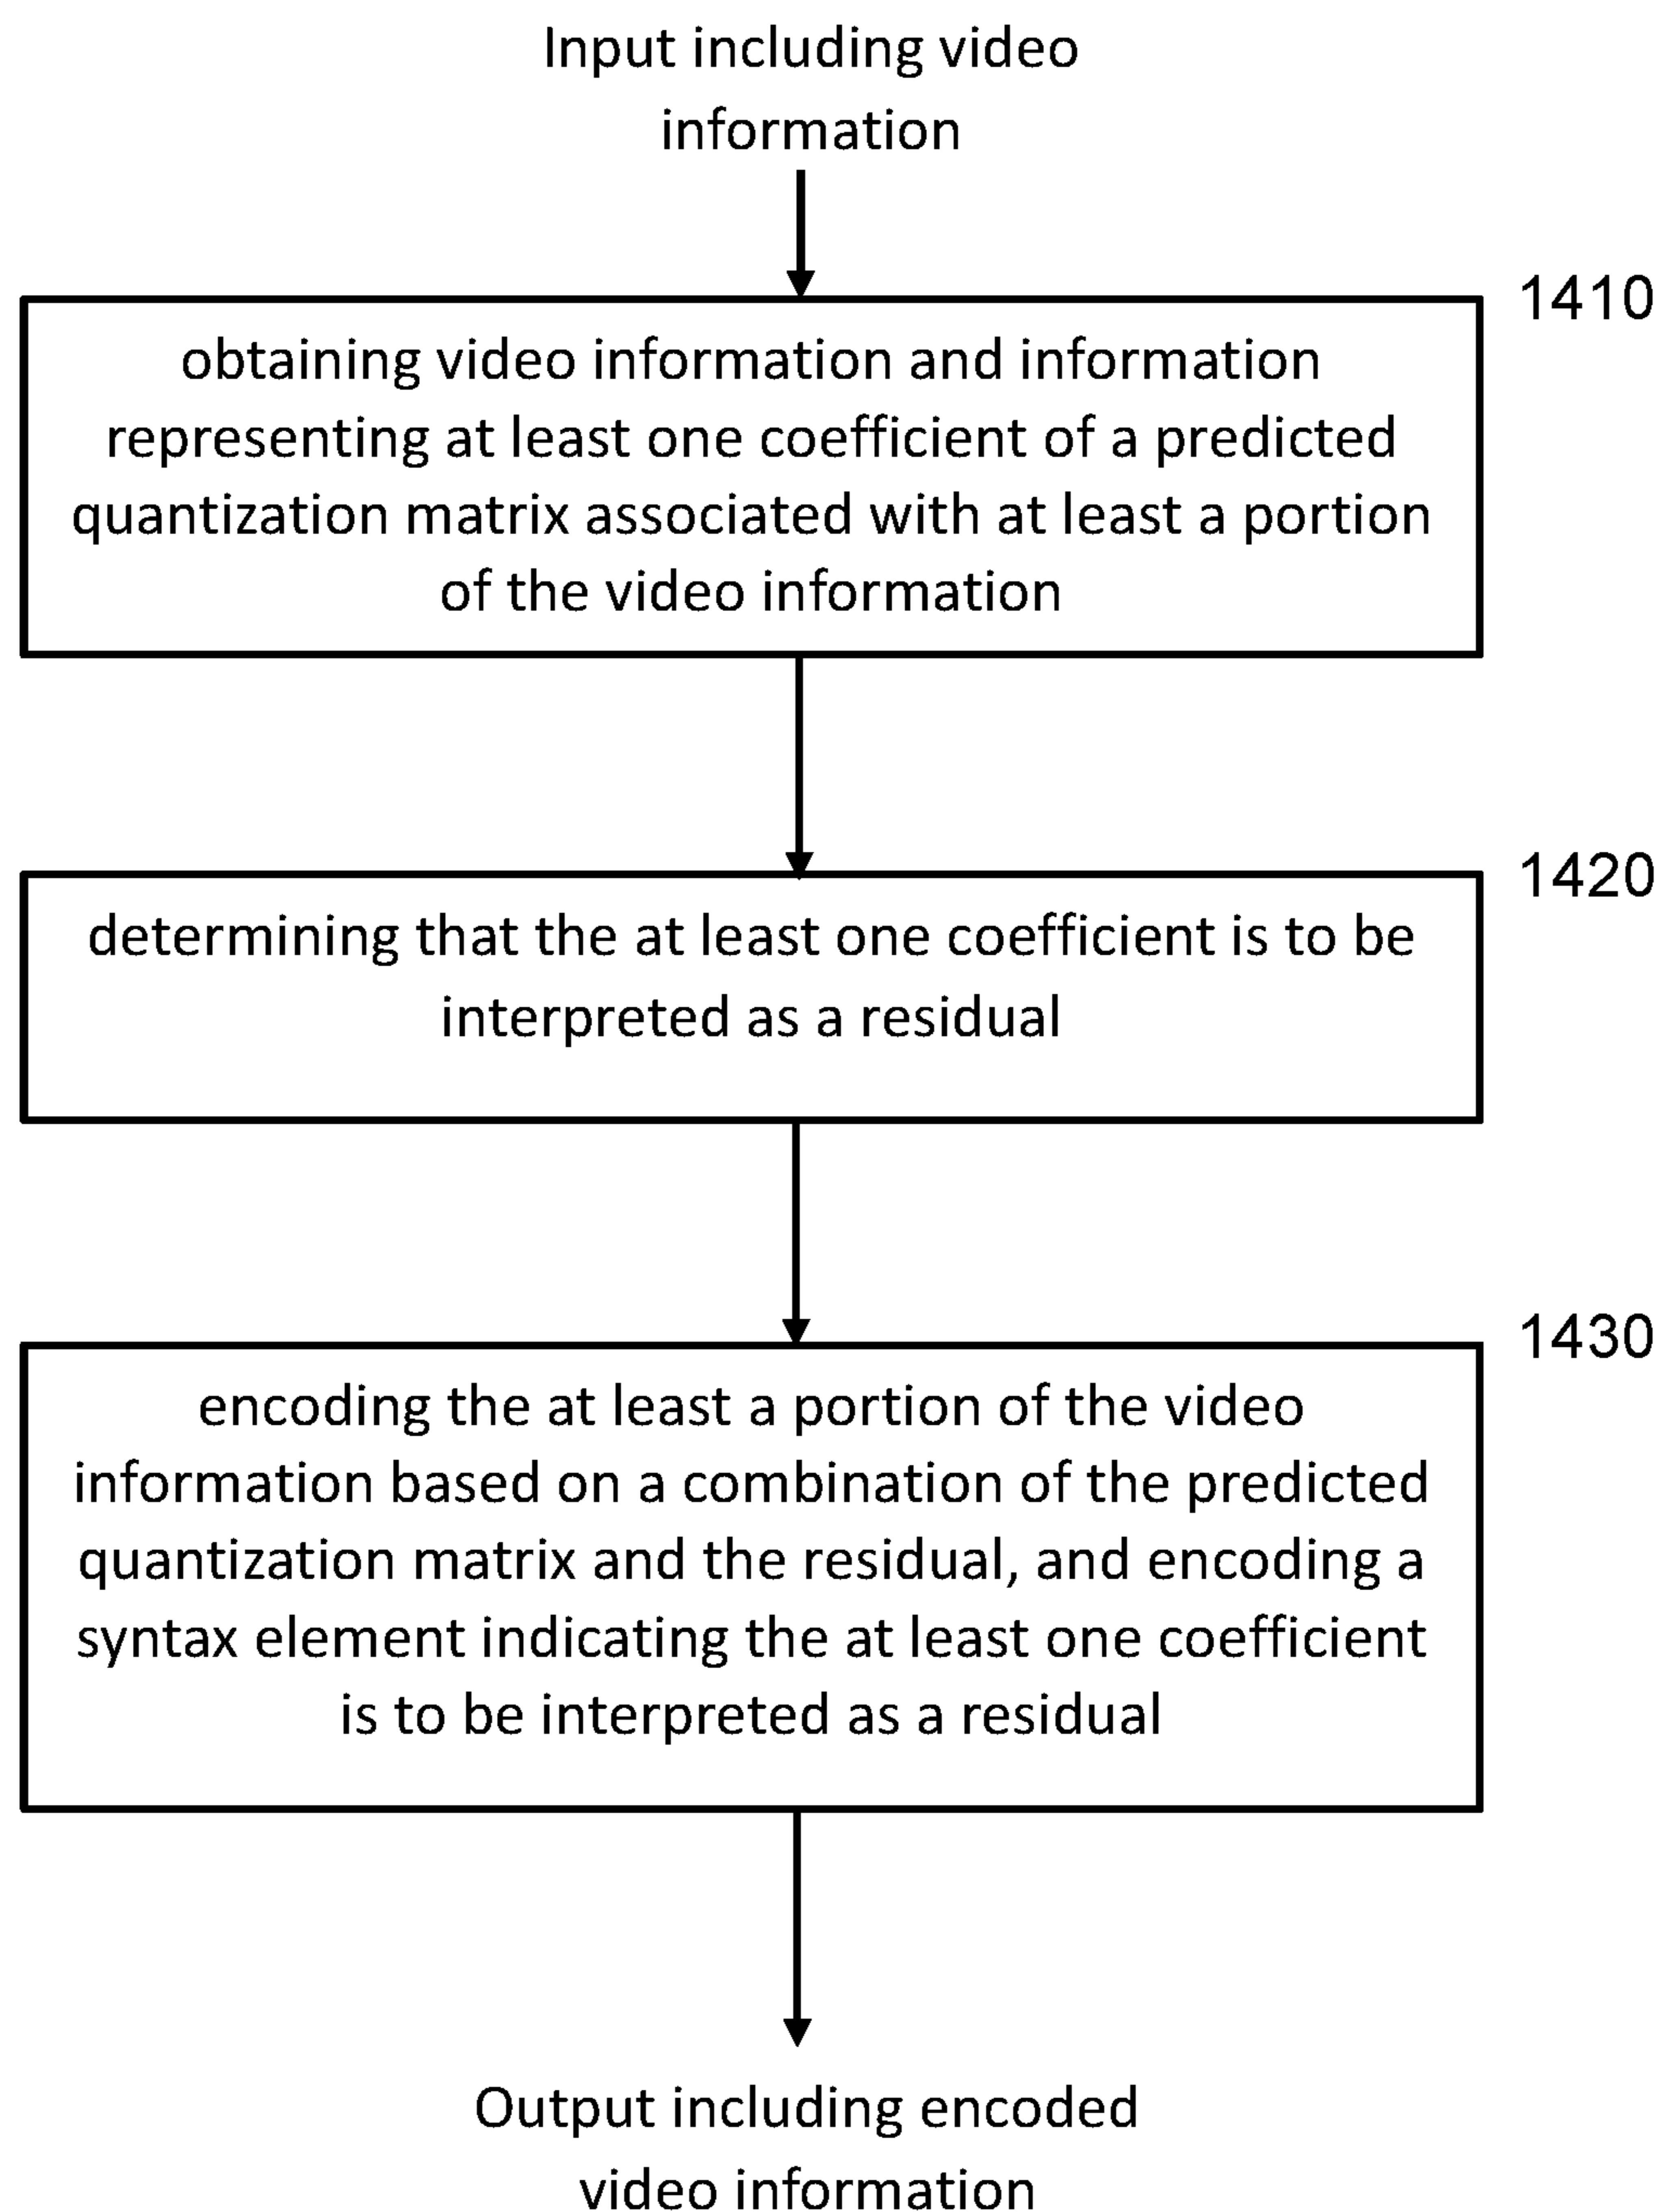 Input including video
information
1410
obtaining video information and information
representing at least one coefficient of a predicted
quantization matrix associated with at least a portion
of the video information
1420
determining that the at least one coefficient is to be
interpreted as a residual
1430
encoding the at least a portion of the video
information based on a combination of the predicted
quantization matrix and the residual, and encoding a
syntax element indicating the at least one coefficient
is to be interpreted as a residual
Output including encoded
video information